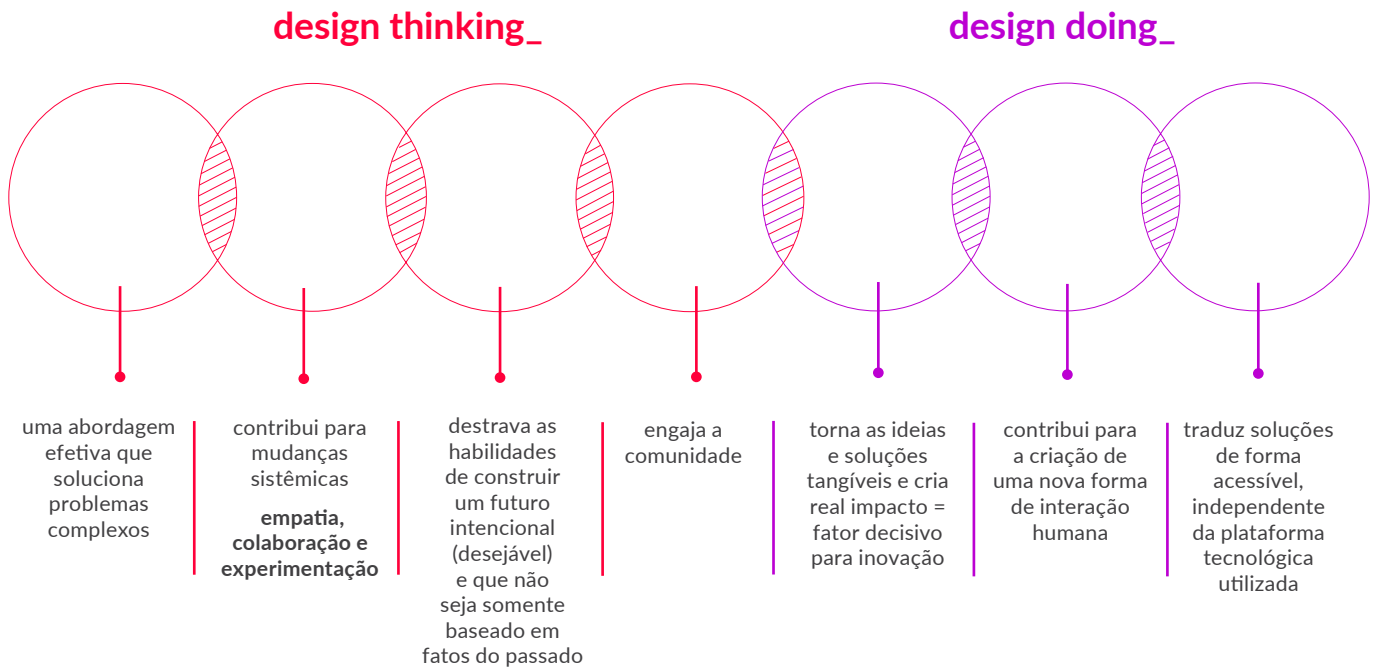 design thinking_
design doing_
uma abordagem
efetiva que
soluciona
problemas
complexos
contribui para
mudanças
sistêmicas
empatia,
colaboração e
experimentação
destrava as
habilidades
de construir
um futuro
intencional
(desejável)
e que não
seja somente
baseado em
fatos do passado
engaja a
comunidade
torna as ideias
e soluções
tangíveis e cria
real impacto =
fator decisivo
para inovação
contribui para
a criação de
uma nova forma
de interação
humana
traduz soluções
de forma
acessível,
independente
da plataforma
tecnológica
utilizada